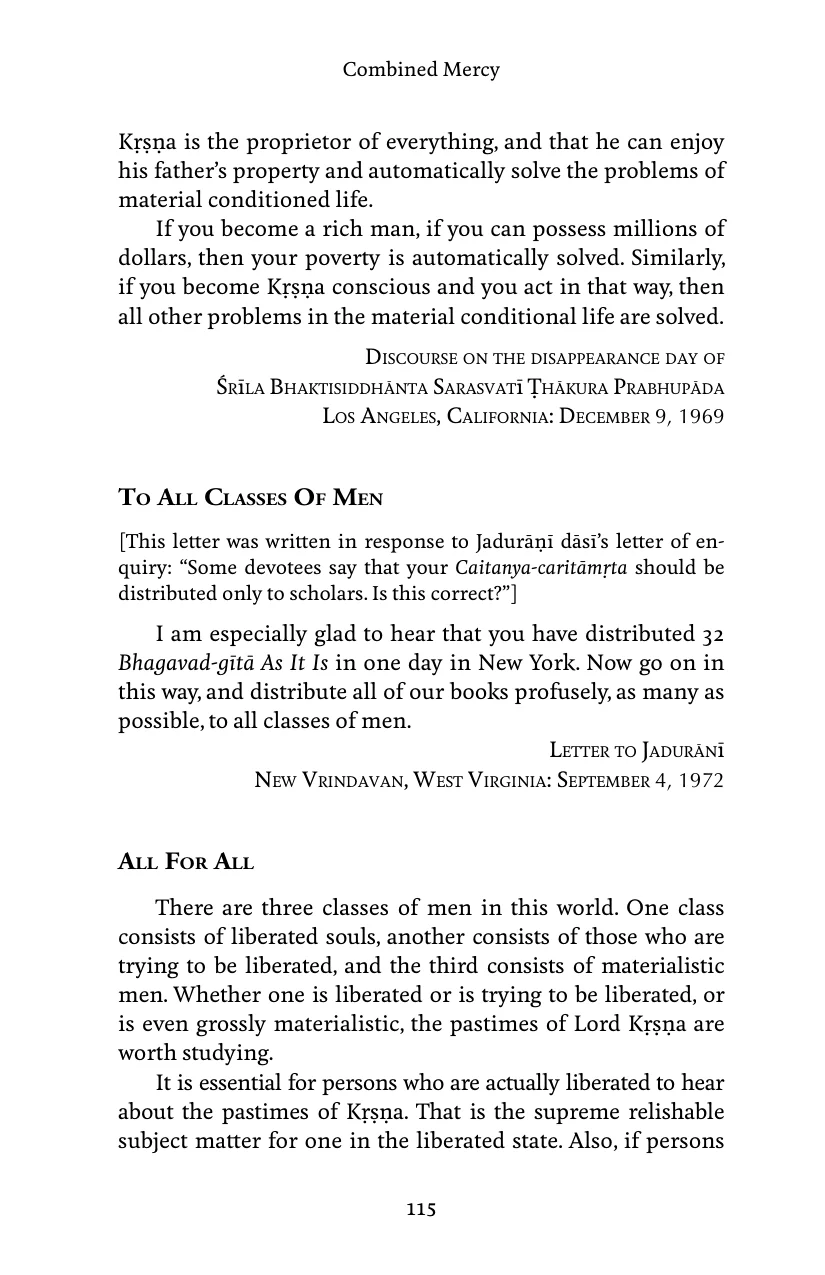 Combined Mercy
Kṛṣṇa is the proprietor of everything, and that he can enjoy
his father’s property and automatically solve the problems of
material conditioned life.
If you become a rich man, if you can possess millions of
dollars, then your poverty is automatically solved. Similarly,
if you become Kṛṣṇa conscious and you act in that way, then
all other problems in the material conditional life are solved.
Discourse on the disappearance day of
Śrīla Bhaktisiddhānta Sarasvatī Ṭhākura Prabhupāda
Los Angeles, California: December 9, 1969
To All Classes Of Men
[This letter was written in response to Jadurāṇī dāsī’s letter of en-
quiry: “Some devotees say that your Caitanya-caritāmṛta should be
distributed only to scholars. Is this correct?”]
I am especially glad to hear that you have distributed 32
Bhagavad-gītā As It Is in one day in New York. Now go on in
this way, and distribute all of our books profusely, as many as
possible, to all classes of men.
Letter to Jadurānī
New Vrindavan, West Virginia: September 4, 1972
All For All
There are three classes of men in this world. One class
consists of liberated souls, another consists of those who are
trying to be liberated, and the third consists of materialistic
men. Whether one is liberated or is trying to be liberated, or
is even grossly materialistic, the pastimes of Lord Kṛṣṇa are
worth studying.
It is essential for persons who are actually liberated to hear
about the pastimes of Kṛṣṇa. That is the supreme relishable
subject matter for one in the liberated state. Also, if persons
115